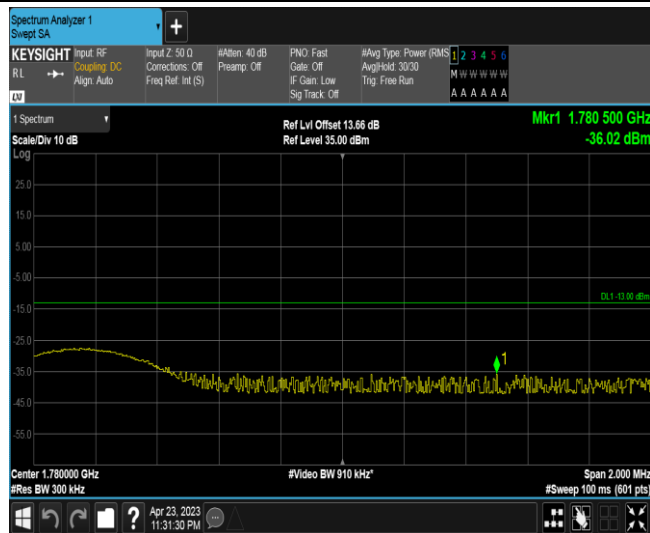 Spectrum Analyzer 1
Swept SA
+
KEYSIGHT
RL
Input: RF
Coupling: DC
Align: Auto
Input Z: 50 Ω
Corrections: Off
Freq Ref: Int (S)
#Atten: 40 dB
Preamp: Off
PNO: Fast
Gate: Off
IF Gain: Low
Sig Track: Off
#Avg Type: Power (RMS
Avg|Hold: 30/30
Trig: Free Run
1 2 3 4 5 6
M W W W W W
A A A A A A
1 Spectrum
Scale/Div 10 dB
Ref Lvl Offset 13.66 dB
Ref Level 35.00 dBm
Mkr1 1.780 500 GHz
-36.02 dBm
Log
25.0
15.0
5.00
-5.00
DL1 -13.00 dBm
-15.0
-25.0
1
-35.0
-45.0
-55.0
Center 1.780000 GHz
#Video BW 910 kHz*
Span 2.000 MHz
#Res BW 300 kHz
#Sweep 100 ms (601 pts)
?
Apr 23, 2023
11:31:30 PM